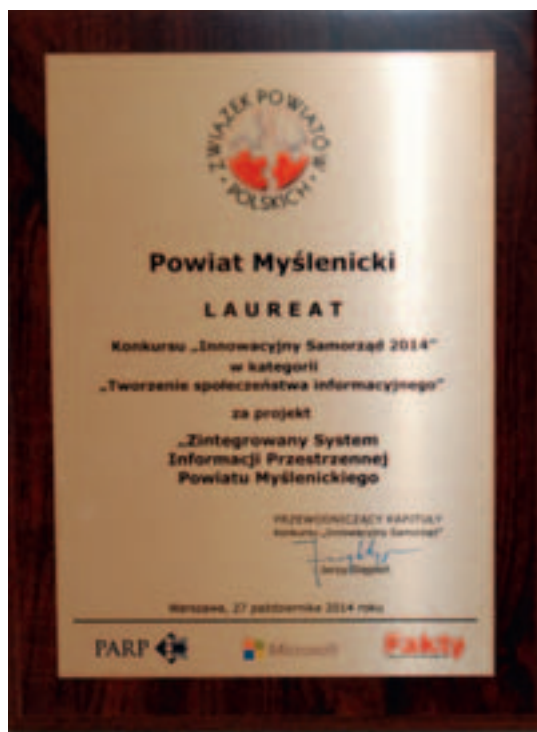 ZWIĄZEK POWIATÓW POLSKICH
Powiat Myślenicki
LAUREAT
Konkursu „Innowacyjny Samorząd 2014"
w kategorii
„Tworzenie społeczeństwa informacyjnego"
za projekt
„Zintegrowany System
Informacji Przestrzennej
Powiatu Myślenickiego
PRZEWODNICZĄCY KAPITUŁY
Konkursu „Innowacyjny Samorząd"
Jerzy
Warszawa, 27 października 2014 roku
PARP Microsoft Fakty